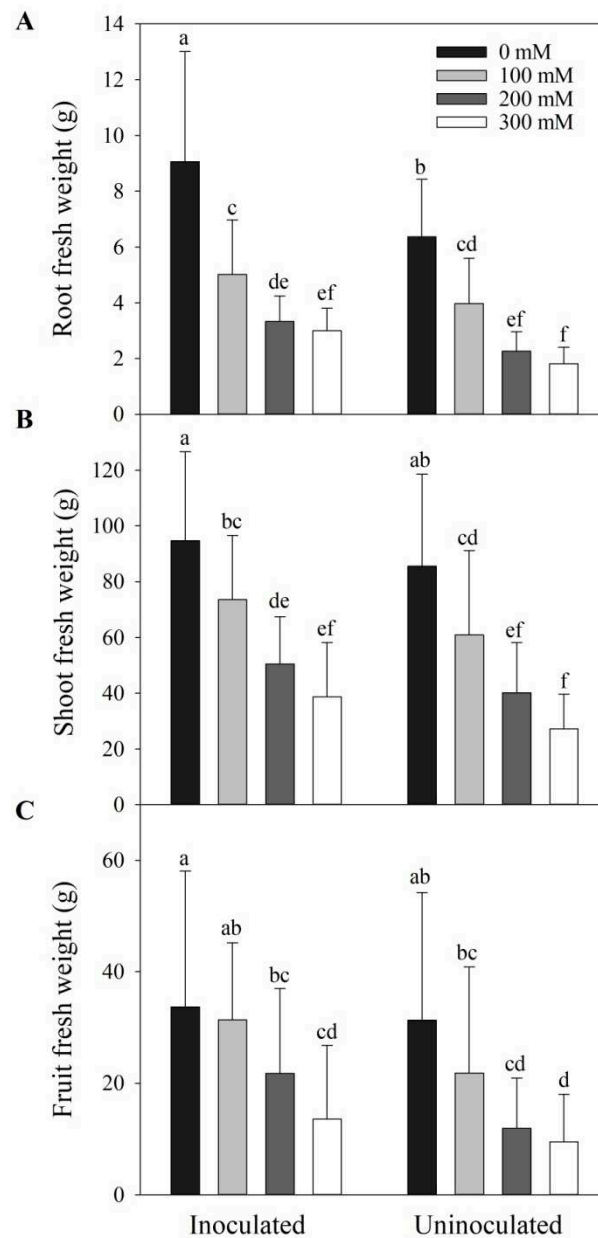 A
14
12
10
8
6
4
2
0
Root fresh weight (g)
0 mM
100 mM
200 mM
300 mM
a
c
de
ef
b
cd
ef
f
B
120
100
80
60
40
20
0
Shoot fresh weight (g)
a
bc
de
ef
ab
cd
ef
f
C
60
40
20
0
Fruit fresh weight (g)
a
ab
bc
cd
ab
bc
cd
d
Inoculated Uninoculated